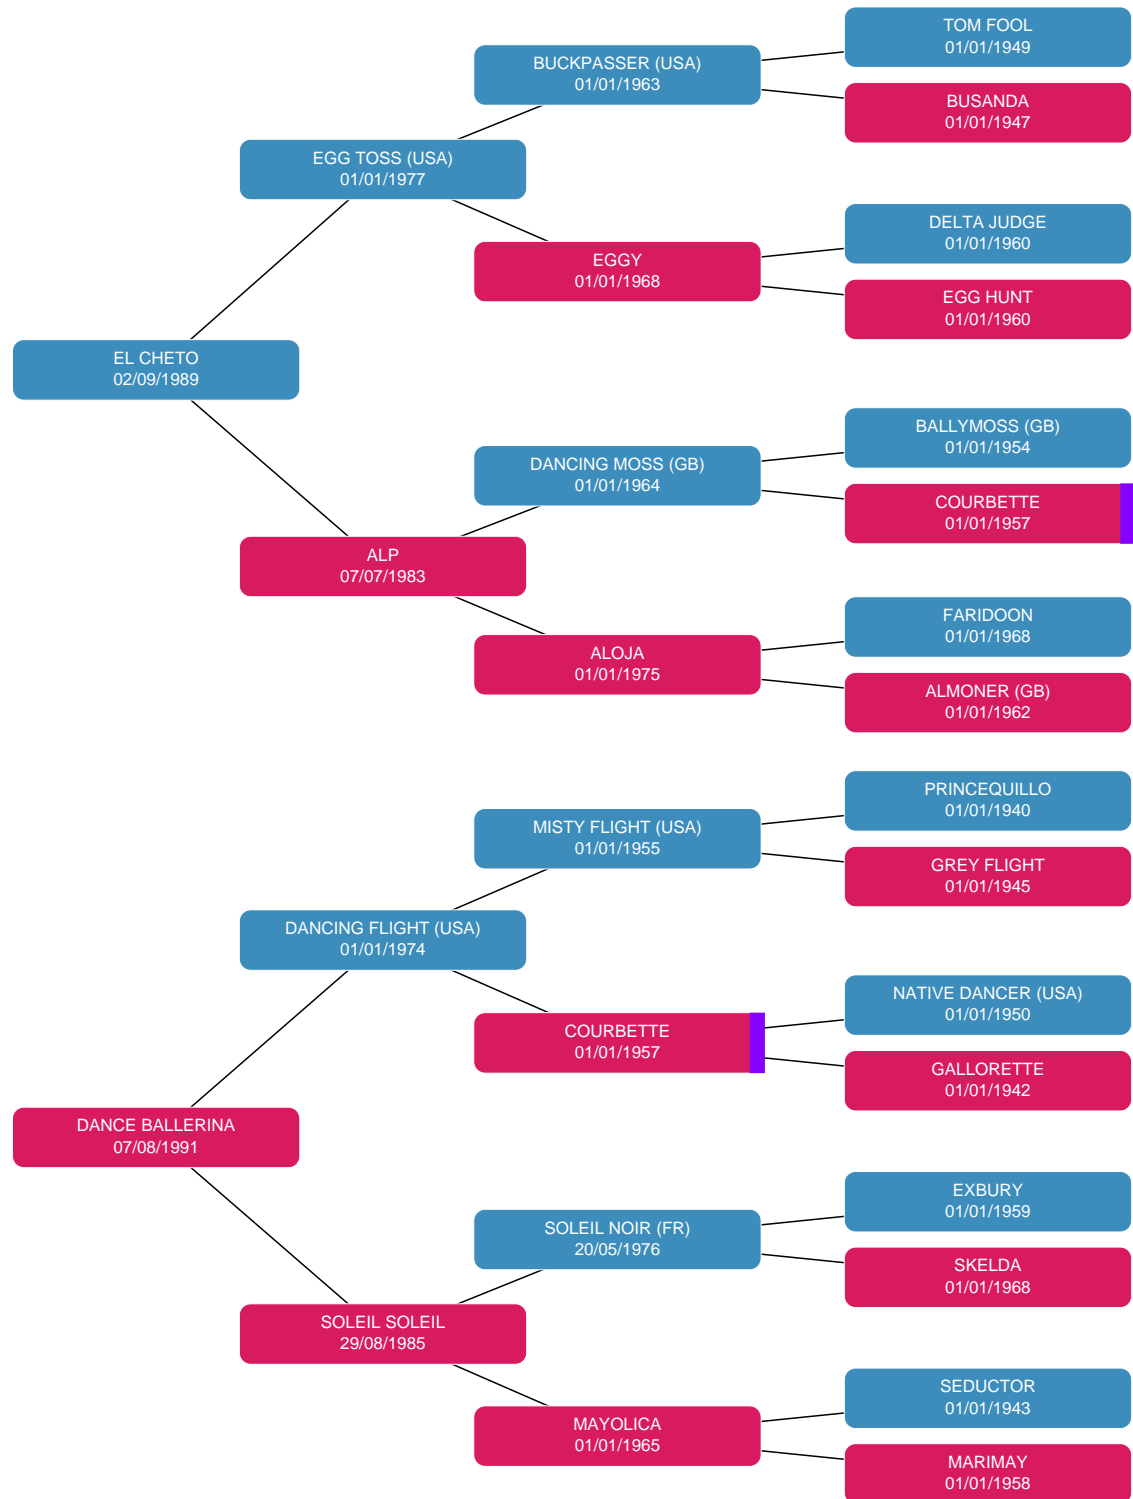 TOM FOOL
01/01/1949
BUCKPASSER (USA)
01/01/1963
BUSANDA
01/01/1947
EGG TOSS (USA)
01/01/1977
DELTA JUDGE
01/01/1960
EGGY
01/01/1968
EGG HUNT
01/01/1960
EL CHETO
02/09/1989
BALLYMOSS (GB)
01/01/1954
DANCING MOSS (GB)
01/01/1964
COURBETTE
01/01/1957
ALP
07/07/1983
FARIDOON
01/01/1968
ALOJA
01/01/1975
ALMONER (GB)
01/01/1962
PRINCEQUILLO
01/01/1940
MISTY FLIGHT (USA)
01/01/1955
GREY FLIGHT
01/01/1945
DANCING FLIGHT (USA)
01/01/1974
NATIVE DANCER (USA)
01/01/1950
COURBETTE
01/01/1957
GALLORETTE
01/01/1942
DANCE BALLERINA
07/08/1991
EXBURY
01/01/1959
SOLEIL NOIR (FR)
20/05/1976
SKELDA
01/01/1968
SOLEIL SOLEIL
29/08/1985
SEDUCTOR
01/01/1943
MAYOLICA
01/01/1965
MARIMAY
01/01/1958